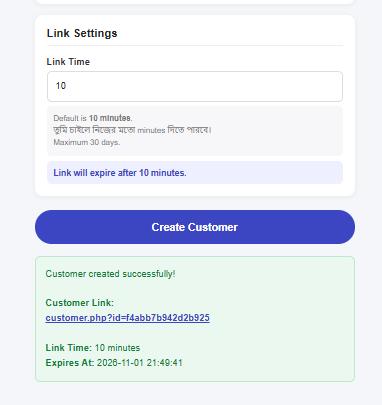 Link Settings
Link Time
10
Default is 10 minutes.
তুমি চাইলে নিজের মতো minutes দিতে পারবে।
Maximum 30 days.
Link will expire after 10 minutes.
Create Customer
Customer created successfully!
Customer Link:
customer.php?id=f4abb7b942d2b925
Link Time: 10 minutes
Expires At: 2026-11-01 21:49:41